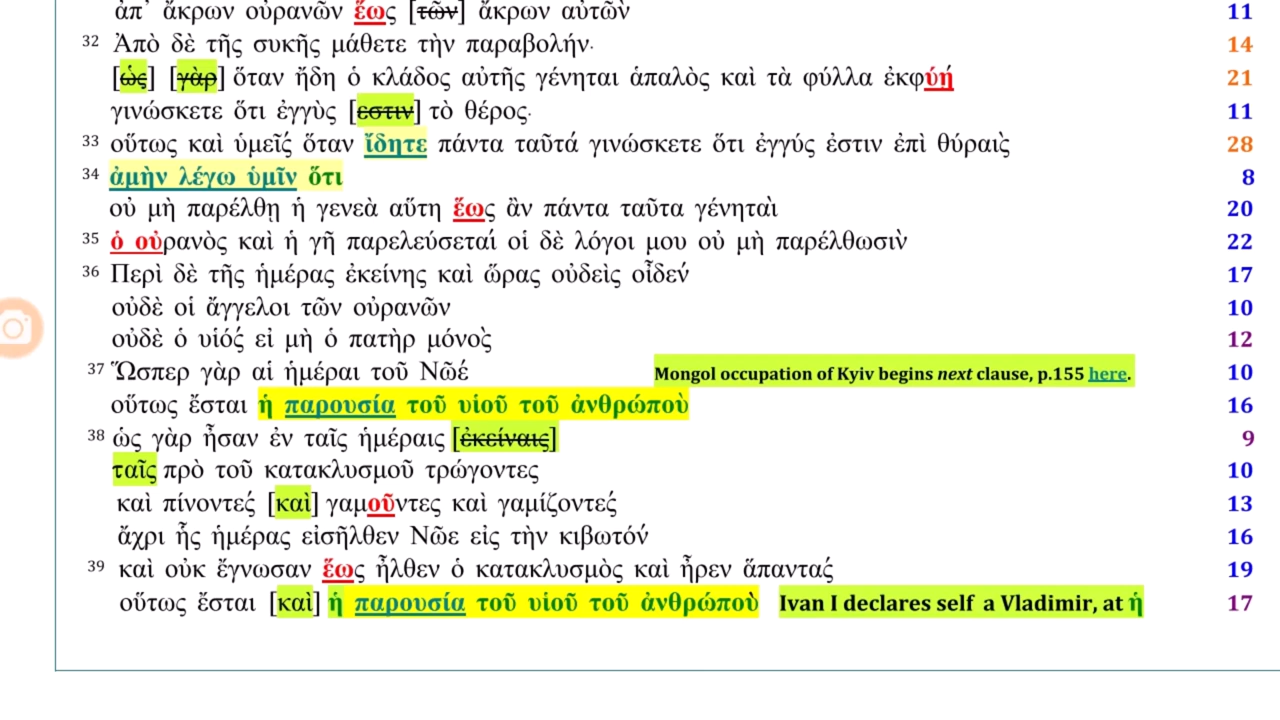 ἀπ’ ἄκρων οὐρανῶν ἕως [τῶν] ἄκρων αὐτῶν̀ 11
32 Ἀπὸ δὲ τῆς συκῆς μάθετε τὴν παραβολήν· 14
[ὡς] [γὰρ] ὅταν ἤδη ὁ κλάδος αὐτῆς γένηται ἁπαλὸς καὶ τὰ φύλλα ἐκφύῄ 21
γινώσκετε ὅτι ἐγγὺς [εστιν] τὸ θέρος· 11
33 οὕτως καὶ ὑμεῖς́ ὅταν ἴδητε πάντα ταῦτά γινώσκετε ὅτι ἐγγύς ἐστιν ἐπὶ θύραις̀ 28
34 ἀμὴν λέγω ὑμῖν ὅτι 8
οὐ μὴ παρέλθῃ ἡ γενεὰ αὕτη ἕως ἂν πάντα ταῦτα γένηταὶ 20
35 ὁ οὐρανὸς καὶ ἡ γῆ παρελεύσεταί οἱ δὲ λόγοι μου οὐ μὴ παρέλθωσιν̀ 22
36 Περὶ δὲ τῆς ἡμέρας ἐκείνης καὶ ὥρας οὐδεὶς οἶδεν́ 17
οὐδὲ οἱ ἄγγελοι τῶν οὐρανῶν 10
οὐδὲ ὁ υἱός́ εἰ μὴ ὁ πατὴρ μόνος̀ 12
37 Ὥσπερ γὰρ αἱ ἡμέραι τοῦ Νῶέ Mongol occupation of Kyiv begins next clause, p.155 here. 10
οὕτως ἔσται ἡ παρουσία τοῦ υἱοῦ τοῦ ἀνθρώποὺ 16
38 ὡς γὰρ ἦσαν ἐν ταῖς ἡμέραις [ἐκείναις] 9
ταῖς πρὸ τοῦ κατακλυσμοῦ τρώγοντες 10
καὶ πίνοντες́ [καὶ] γαμοῦντες καὶ γαμίζοντες́ 13
ἄχρι ἧς ἡμέρας εἰσῆλθεν Νῶε εἰς τὴν κιβωτόν́ 16
39 καὶ οὐκ ἔγνωσαν ἕως ἦλθεν ὁ κατακλυσμὸς καὶ ἦρεν ἅπαντας́ 19
οὕτως ἔσται [καὶ] ἡ παρουσία τοῦ υἱοῦ τοῦ ἀνθρώποὺ Ivan I declares self a Vladimir, at ἡ 17